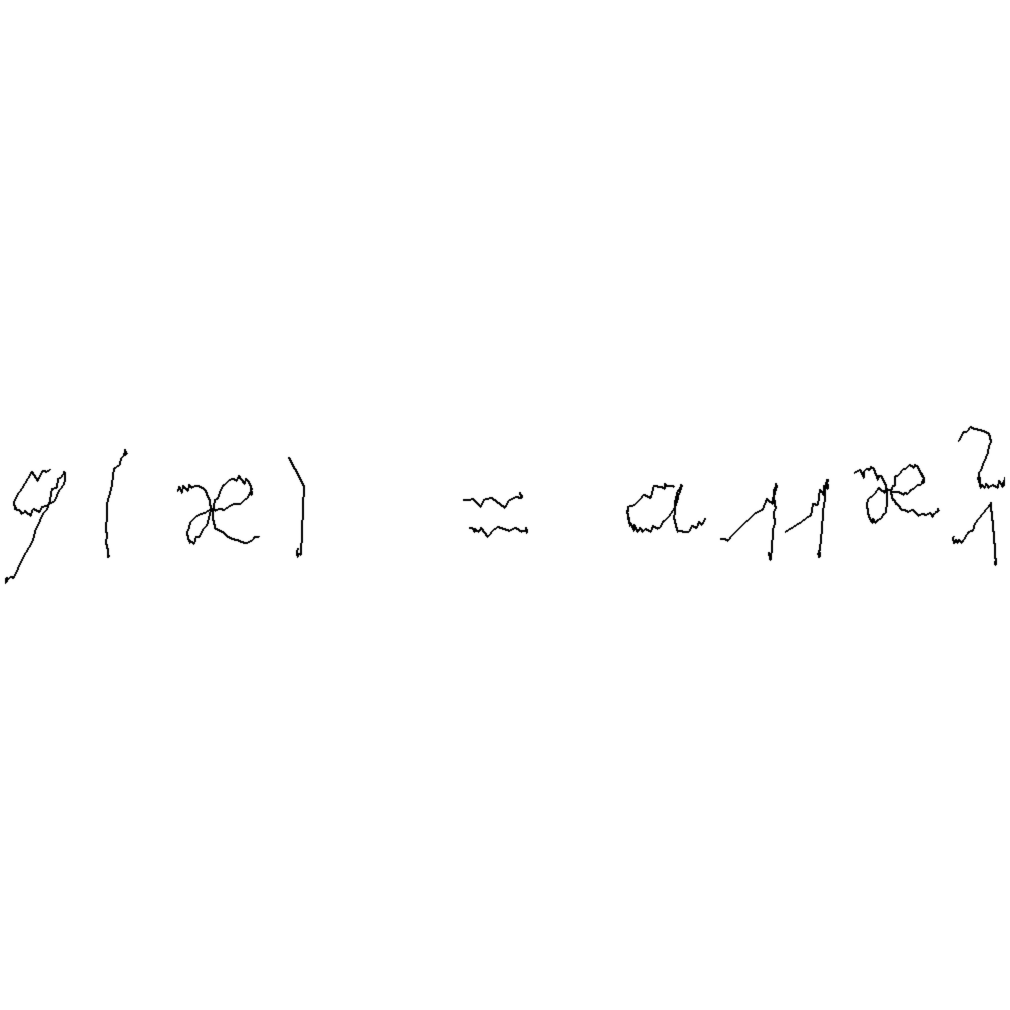 q(x) = a_{11}x_1^2